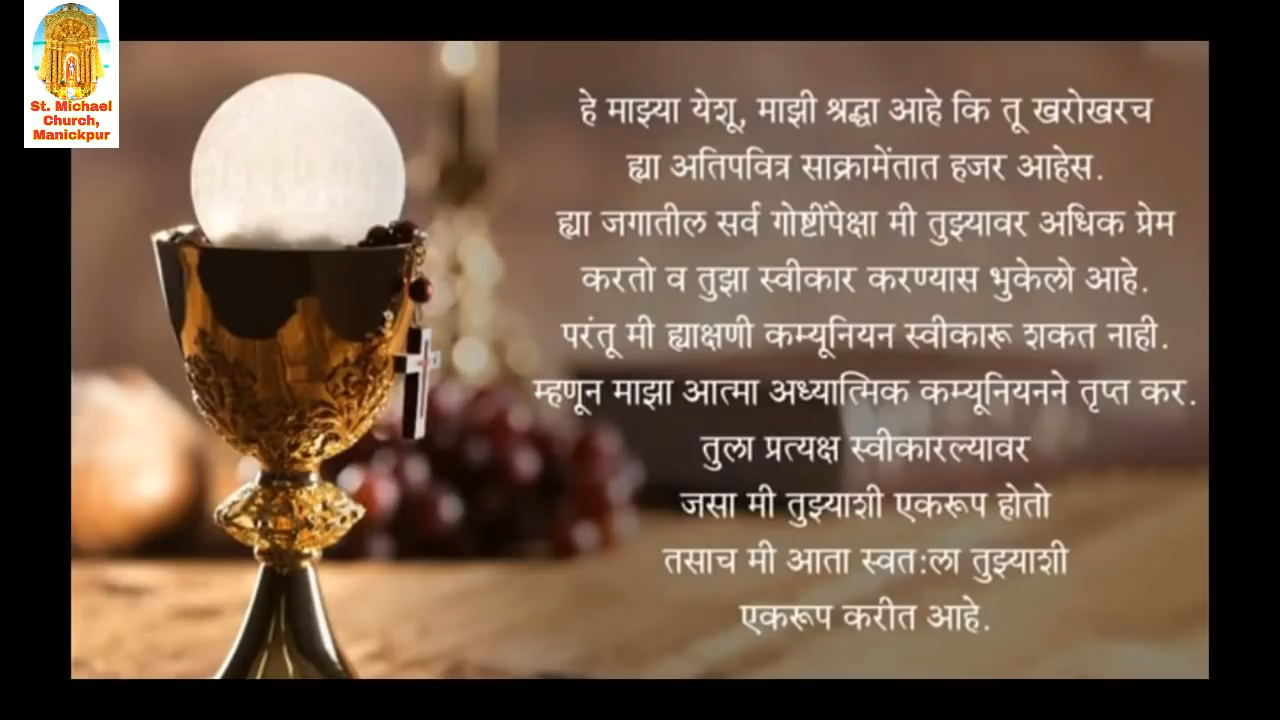 St. Michael
Church,
Manickpur
हे माझ्या येशू, माझी श्रद्धा आहे कि तू खरोखरच
ह्या अतिपवित्र साक्रामेंतात हजर आहेस.
ह्या जगातील सर्व गोष्टींपेक्षा मी तुझ्यावर अधिक प्रेम
करतो व तुझा स्वीकार करण्यास भुकेलो आहे.
परंतू मी ह्याक्षणी कम्यूनियन स्वीकारू शकत नाही.
म्हणून माझा आत्मा अध्यात्मिक कम्यूनियनने तृप्त कर.
तुला प्रत्यक्ष स्वीकारल्यावर
जसा मी तुझ्याशी एकरूप होतो
तसाच मी आता स्वत:ला तुझ्याशी
एकरूप करीत आहे.